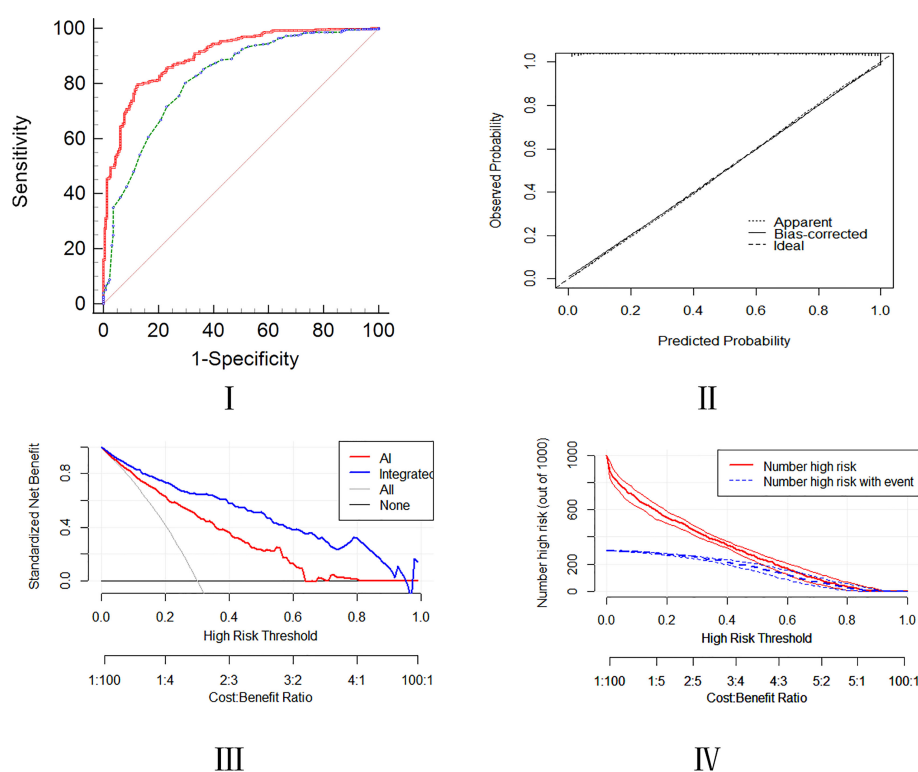 Sensitivity
100
80
60
40
20
0
0 20 40 60 80 100
1-Specificity
I
Observed Probability
1.0
0.8
0.6
0.4
0.2
0.0
Apparent
Bias-corrected
Ideal
0.0 0.2 0.4 0.6 0.8 1.0
Predicted Probability
II
Standardized Net Benefit
0.8
0.4
0.0
AI
Integrated
All
None
0.0 0.2 0.4 0.6 0.8 1.0
High Risk Threshold
1:100 1:4 2:3 3:2 4:1 100:1
Cost:Benefit Ratio
III
Number high risk (out of 1000)
1000
600
200
0
Number high risk
Number high risk with event
0.0 0.2 0.4 0.6 0.8 1.0
High Risk Threshold
1:100 1:5 2:5 3:4 4:3 5:2 5:1 100:1
Cost:Benefit Ratio
IV